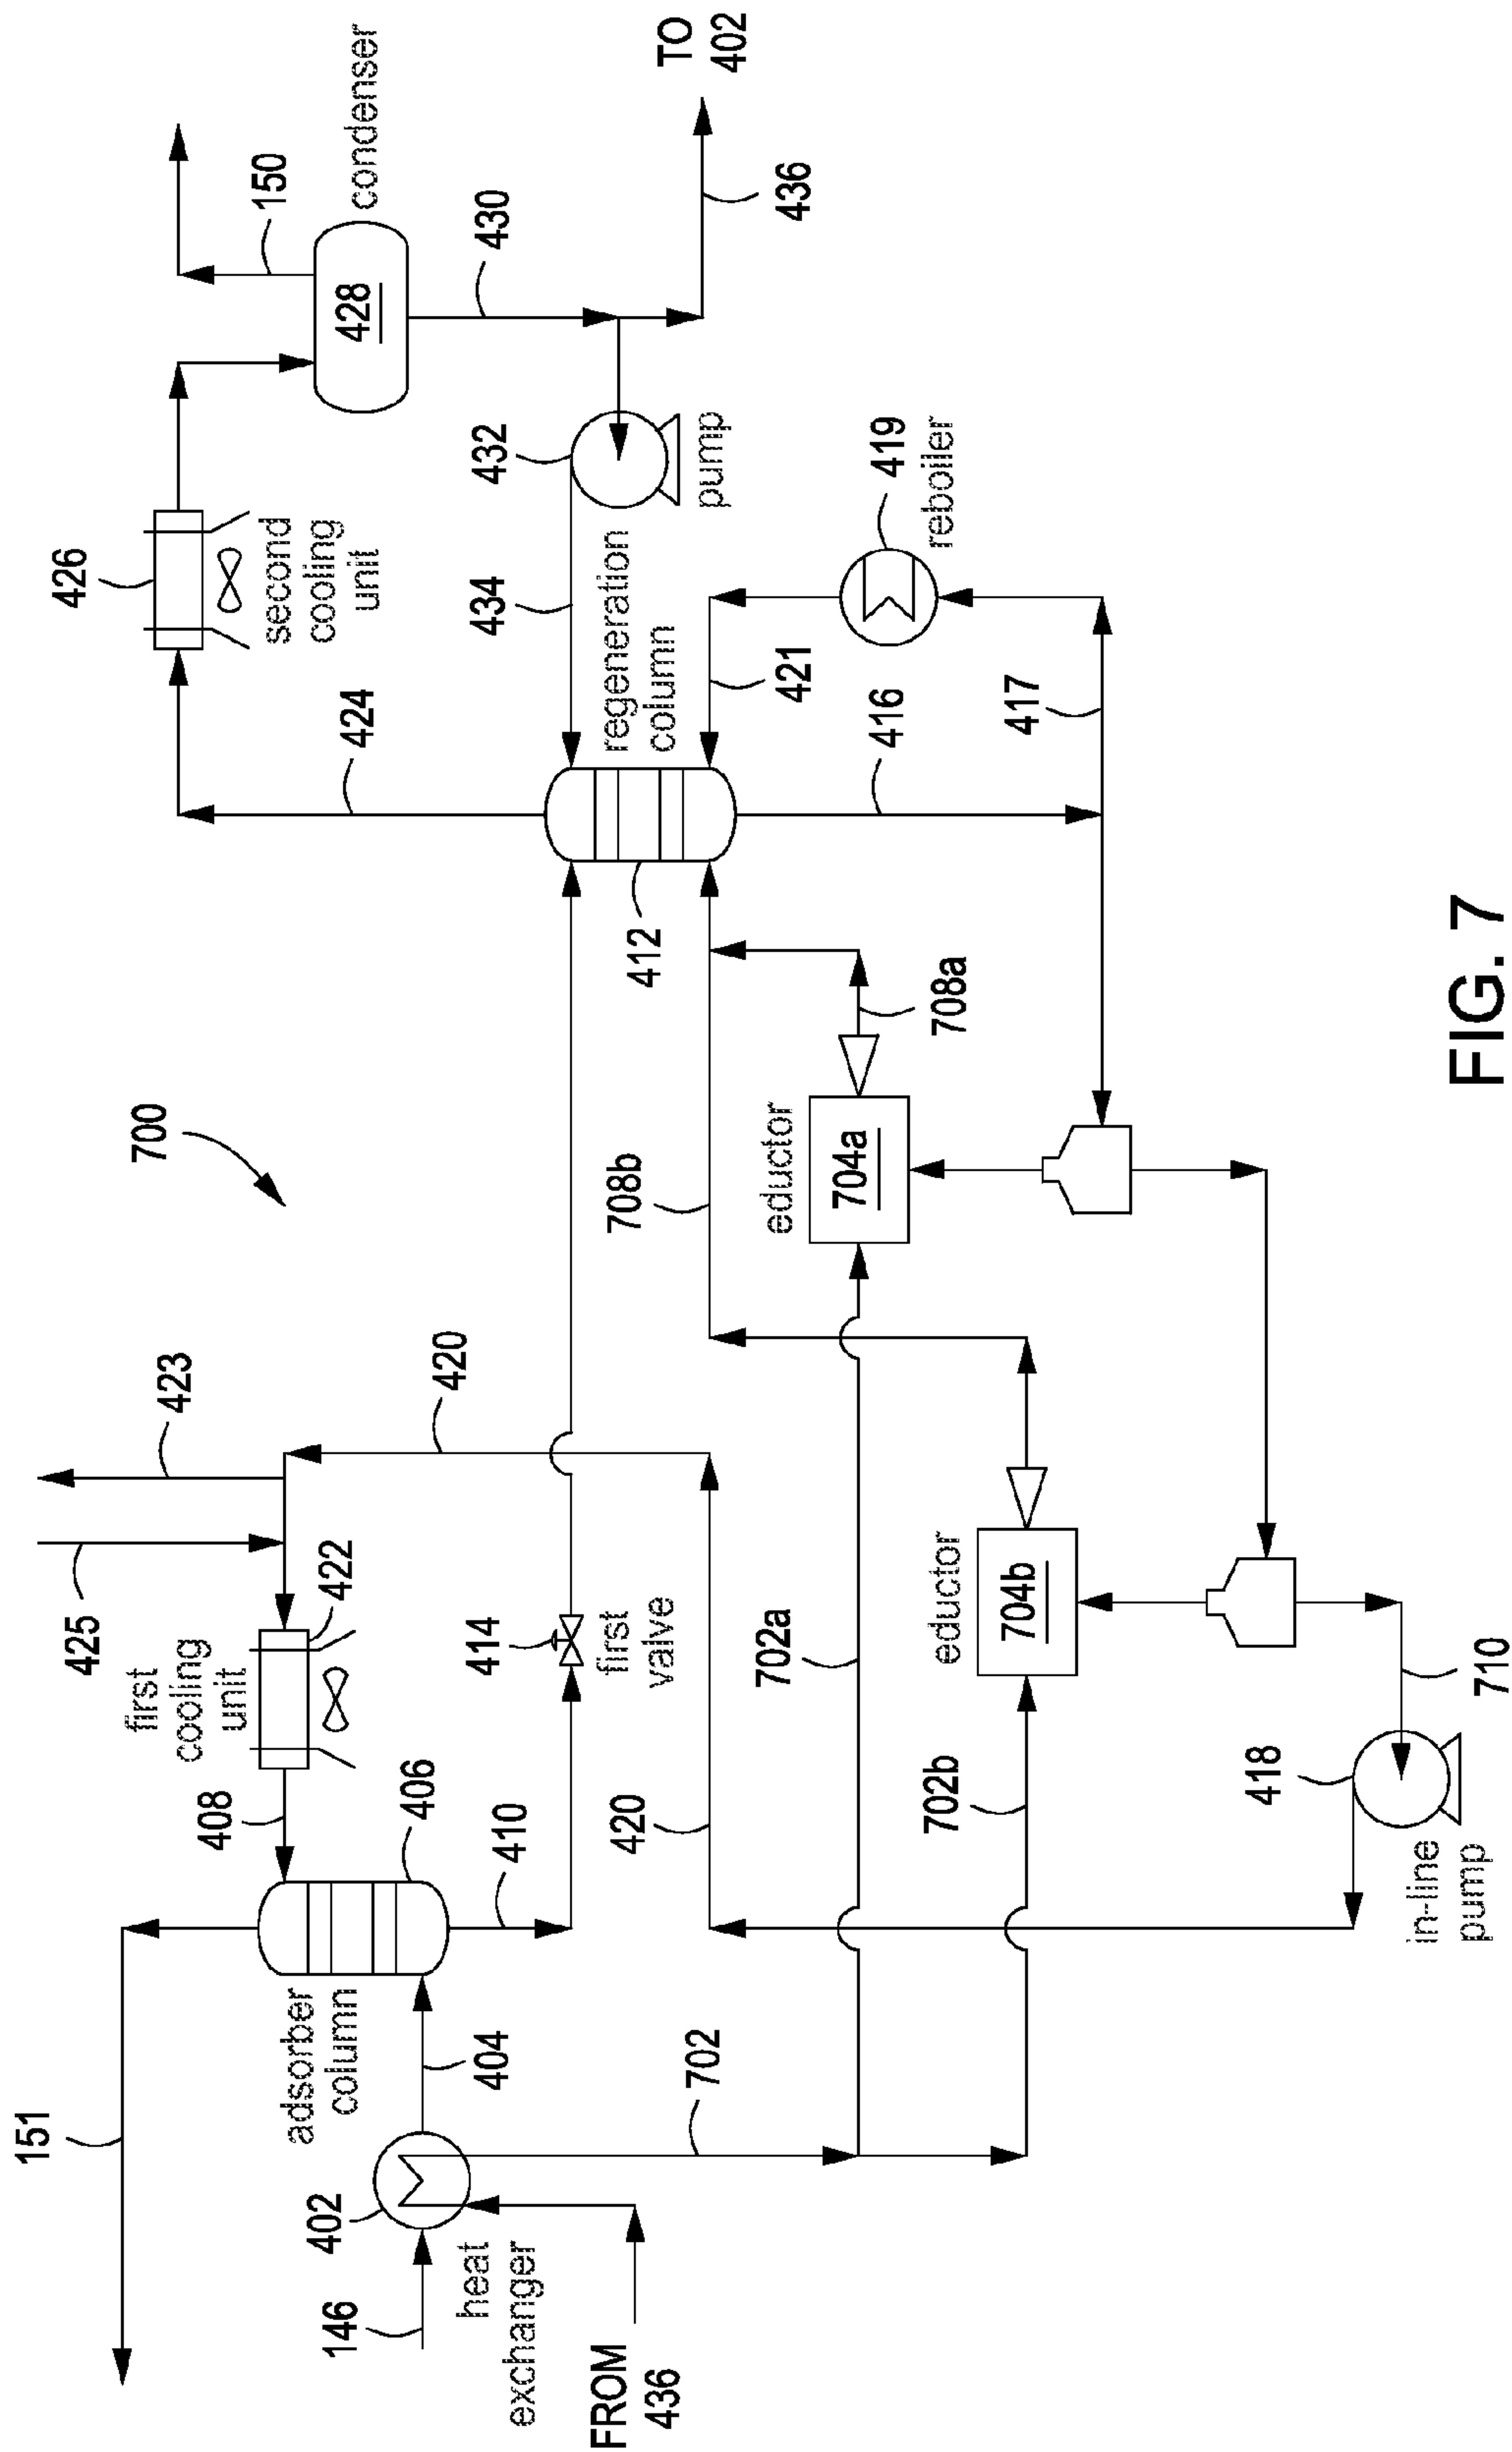 151
425
423
700
426
150
first
cooling
unit
422
408
second
cooling
unit
424
428
condenser
402
146
adsorber
column
406
420
430
404
410
414
first
valve
432
434
heat
exchanger
FROM
436
420
708b
412
regeneration
column
pump
TO
402
702
702a
eductor
704a
421
436
419
reboiler
416
702b
eductor
704b
708a
417
418
in-line
pump
710
FIG. 7